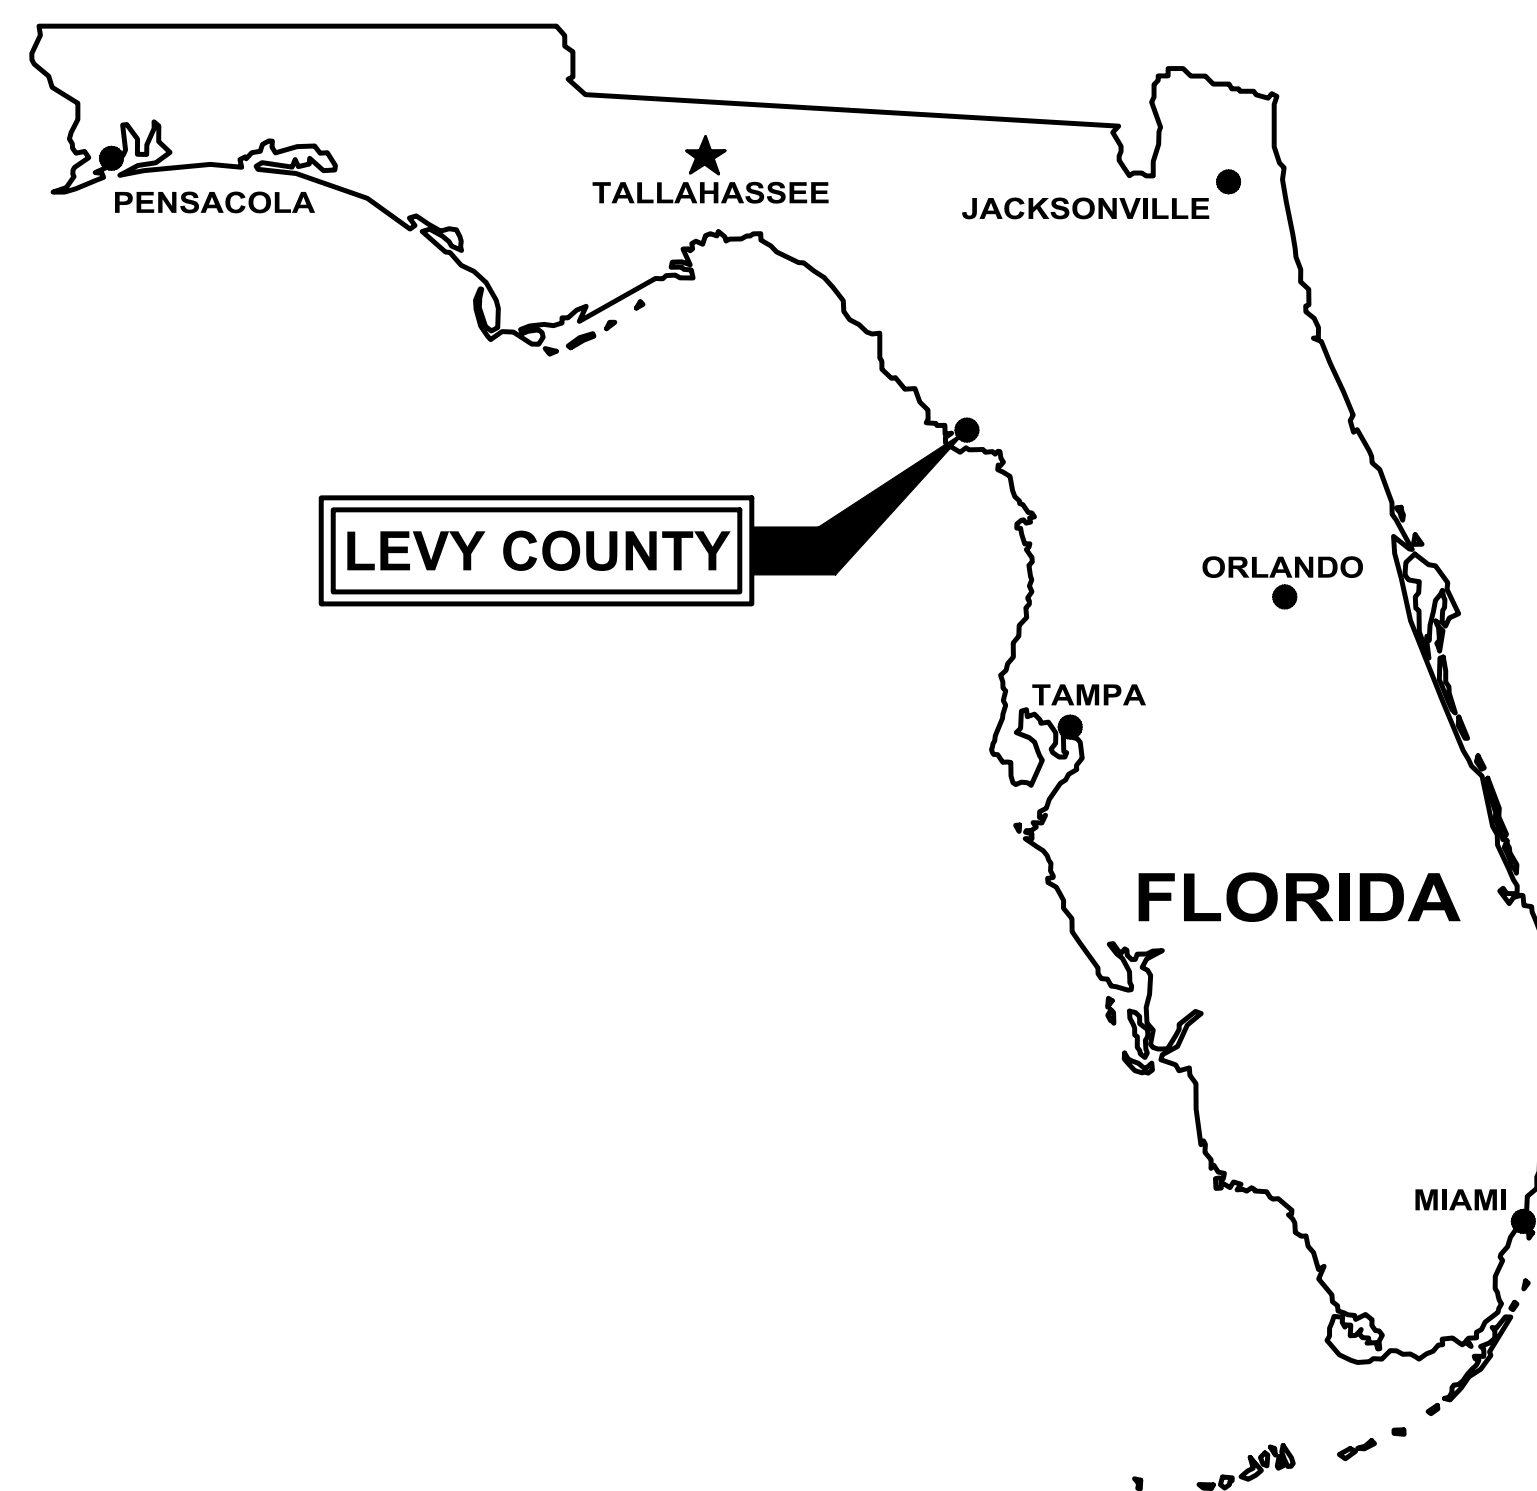 TALLAHASSEE
PENSACOLA
JACKSONVILLE
LEVY COUNTY
ORLANDO
TAMPA
FLORIDA
MIAMI